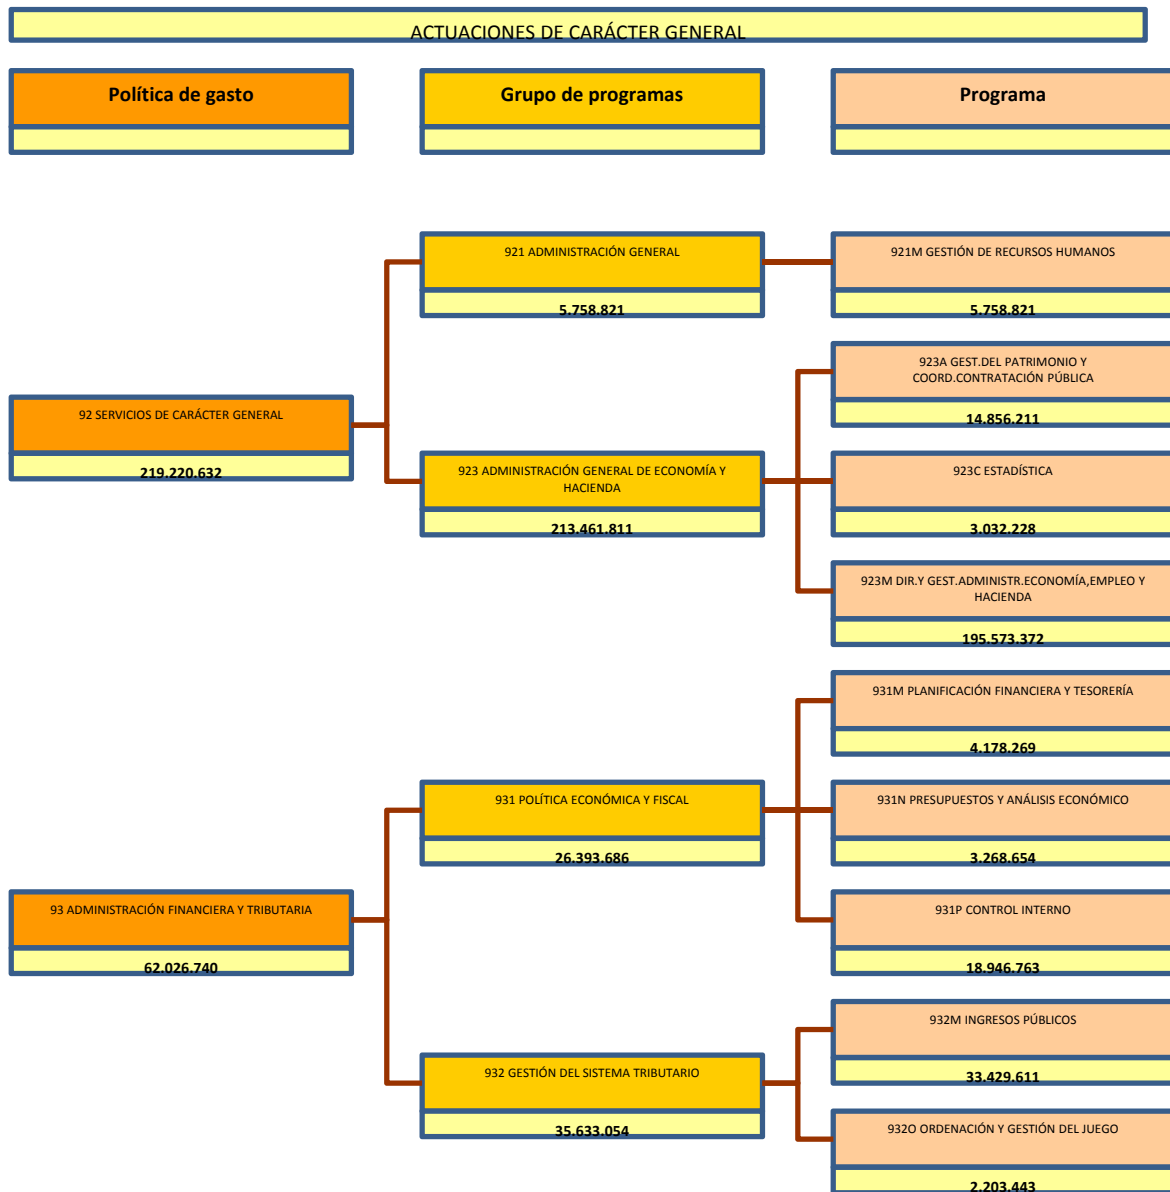 ACTUACIONES DE CARÁCTER GENERAL
Política de gasto
Grupo de programas
Programa
921 ADMINISTRACIÓN GENERAL
5.758.821
921M GESTIÓN DE RECURSOS HUMANOS
5.758.821
923A GEST.DEL PATRIMONIO Y
COORD.CONTRATACIÓN PÚBLICA
14.856.211
92 SERVICIOS DE CARÁCTER GENERAL
219.220.632
923 ADMINISTRACIÓN GENERAL DE ECONOMÍA Y
HACIENDA
213.461.811
923C ESTADÍSTICA
3.032.228
923M DIR.Y GEST.ADMINISTR.ECONOMÍA,EMPLEO Y
HACIENDA
195.573.372
931M PLANIFICACIÓN FINANCIERA Y TESORERÍA
4.178.269
931 POLÍTICA ECONÓMICA Y FISCAL
26.393.686
931N PRESUPUESTOS Y ANÁLISIS ECONÓMICO
3.268.654
93 ADMINISTRACIÓN FINANCIERA Y TRIBUTARIA
62.026.740
931P CONTROL INTERNO
18.946.763
932M INGRESOS PÚBLICOS
33.429.611
932 GESTIÓN DEL SISTEMA TRIBUTARIO
35.633.054
932O ORDENACIÓN Y GESTIÓN DEL JUEGO
2.203.443